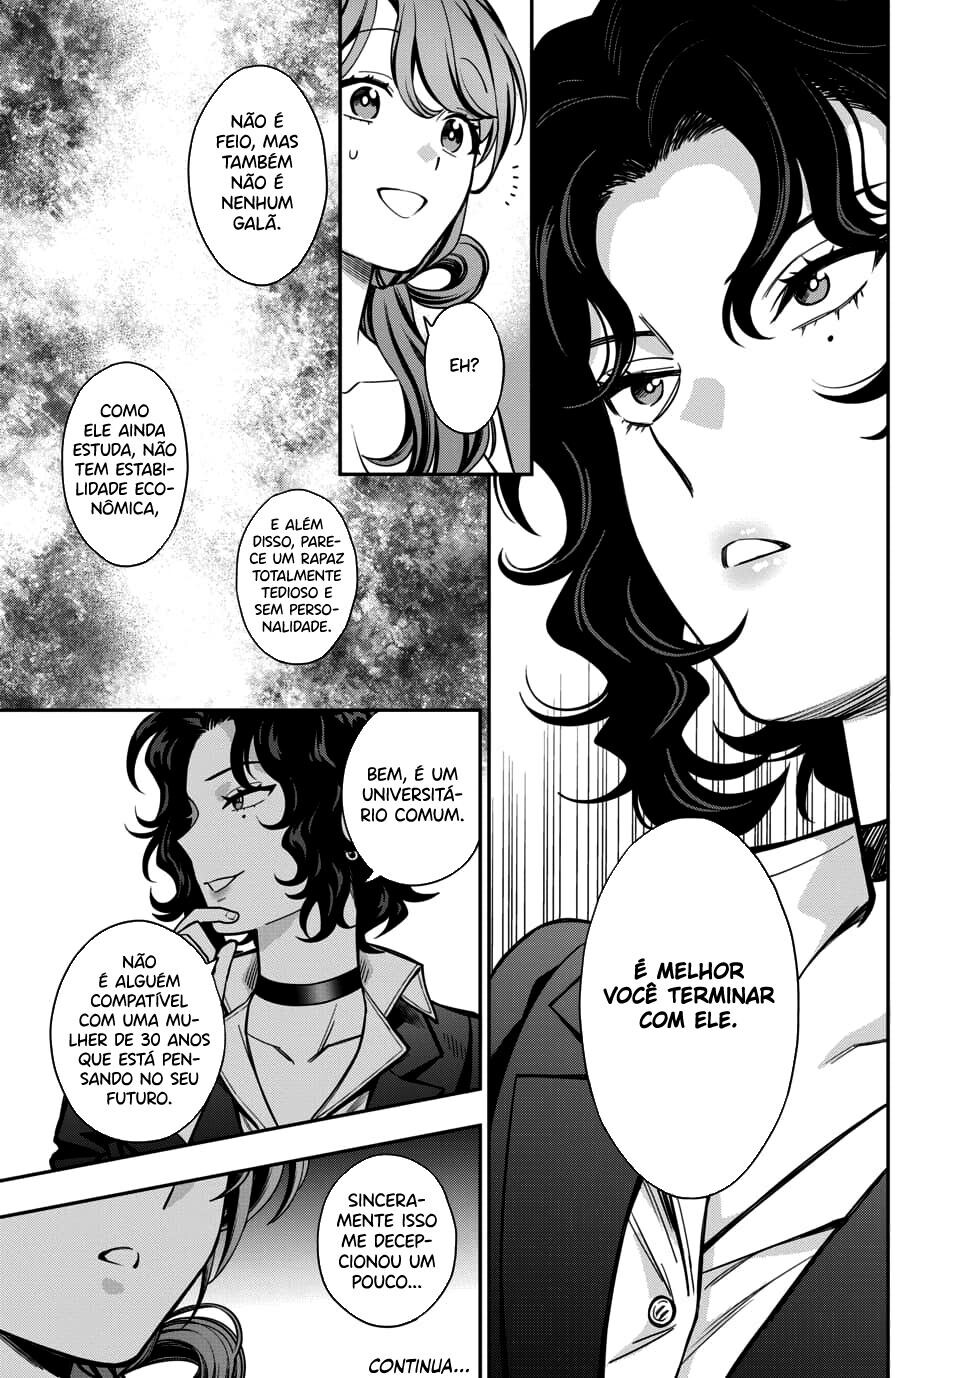 É MELHOR
VOCÊ TERMINAR
COM ELE.
EH?
NÃO É
FEIO, MAS
TAMBÉM
NÃO É
NENHUM
GALÃ.
E ALÉM
DISSO, PARE-
CE UM RAPAZ
TOTALMENTE
TEDIOSO E
SEM PERSO-
NALIDADE.
COMO
ELE AINDA
ESTUDA, NÃO
TEM ESTABI-
LIDADE ECO-
NÔMICA,
BEM, É UM
UNIVERSITÁ-
RIO COMUM.
NÃO
É ALGUÉM
COMPATÍVEL
COM UMA MU-
LHER DE 30 ANOS
QUE ESTÁ PEN-
SANDO NO SEU
FUTURO.
SINCERA-
MENTE ISSO
ME DECEP-
CIONOU UM
POUCO...
CONTINUA...